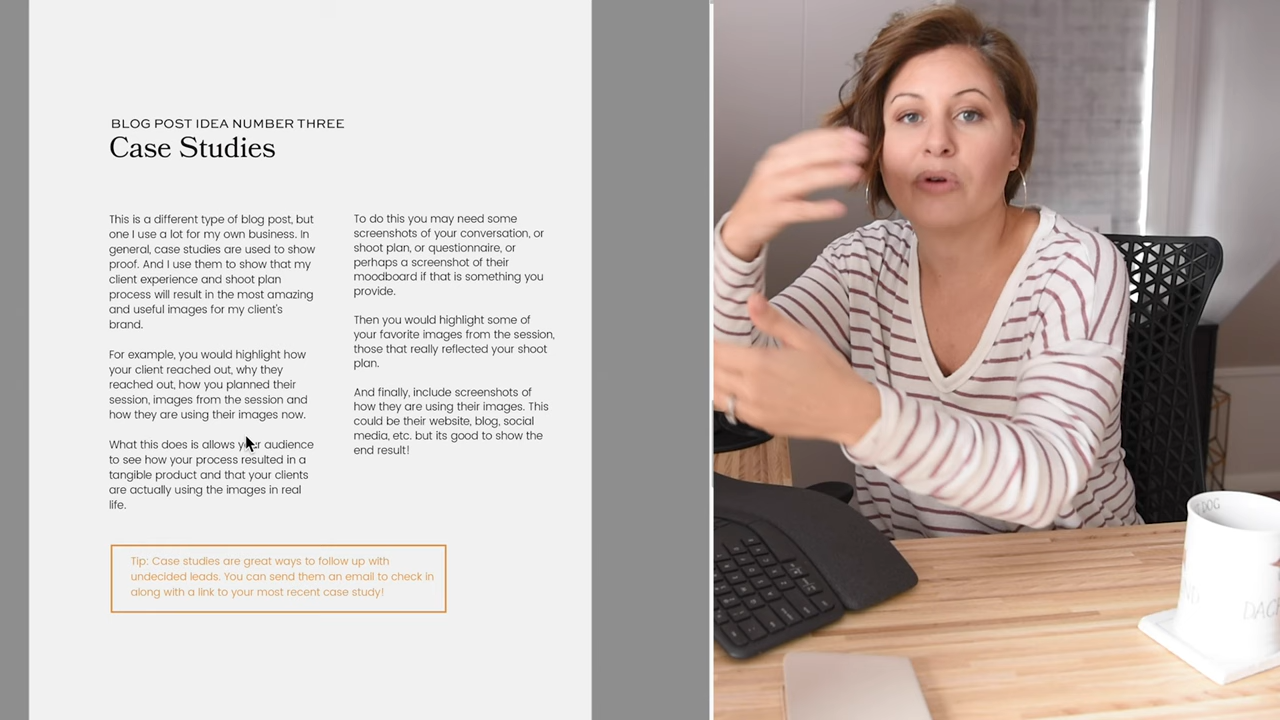 BLOG POST IDEA NUMBER THREE
Case Studies
This is a different type of blog post, but
one I use a lot for my own business. In
general, case studies are used to show
proof. And I use them to show that my
client experience and shoot plan
process will result in the most amazing
and useful images for my client's
brand.
For example, you would highlight how
your client reached out, why they
reached out, how you planned their
session, images from the session and
how they are using their images now.
What this does is allows your audience
to see how your process resulted in a
tangible product and that your clients
are actually using the images in real
life.
To do this you may need some
screenshots of your conversation, or
shoot plan, or questionnaire, or
perhaps a screenshot of their
moodboard if that is something you
provide.
Then you would highlight some of
your favorite images from the session,
those that really reflected your shoot
plan.
And finally, include screenshots of
how they are using their images. This
could be their website, blog, social
media, etc. but its good to show the
end result!
Tip: Case studies are great ways to follow up with
undecided leads. You can send them an email to check in
along with a link to your most recent case study!
DOG